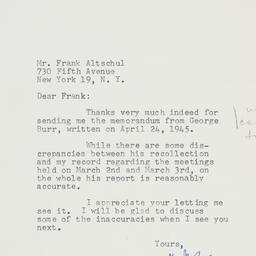 Mr. Frank Altschul
730 Fifth Avenue
New York 19, N. Y.
Dear Frank:
Thanks very much indeed for
sending me the memorandum from George
Burr, written on April 24, 1945.
While there are some dis-
crepancies between his recollection
and my record regarding the meetings
held on March 2nd and March 3rd, on
the whole his report is reasonably
accurate.
I appreciate your letting me
see it. I will be glad to discuss
some of the inaccuracies when I see you
next.
Yours,